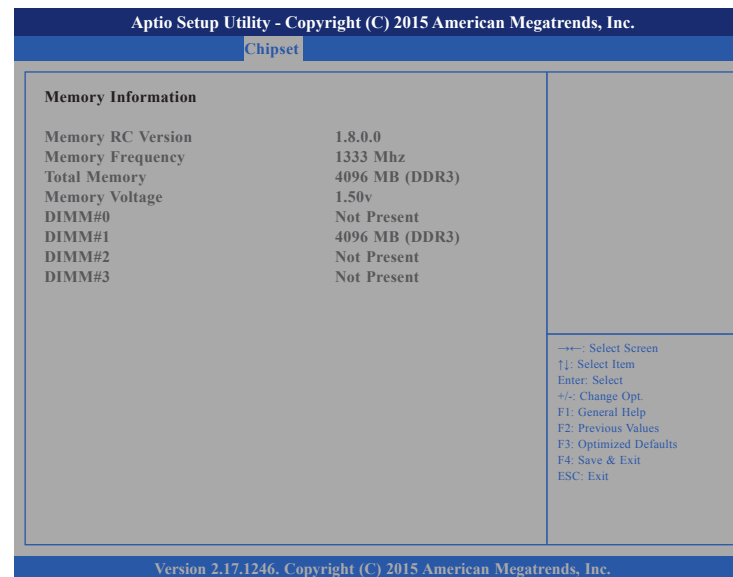 Aptio Setup Utility - Copyright (C) 2015 American Megatrends, Inc.
Chipset
Memory Information
Memory RC Version 1.8.0.0
Memory Frequency 1333 Mhz
Total Memory 4096 MB (DDR3)
Memory Voltage 1.50v
DIMM#0 Not Present
DIMM#1 4096 MB (DDR3)
DIMM#2 Not Present
DIMM#3 Not Present
→←: Select Screen
↑↓: Select Item
Enter: Select
+/-: Change Opt.
F1: General Help
F2: Previous Values
F3: Optimized Defaults
F4: Save & Exit
ESC: Exit
Version 2.17.1246. Copyright (C) 2015 American Megatrends, Inc.